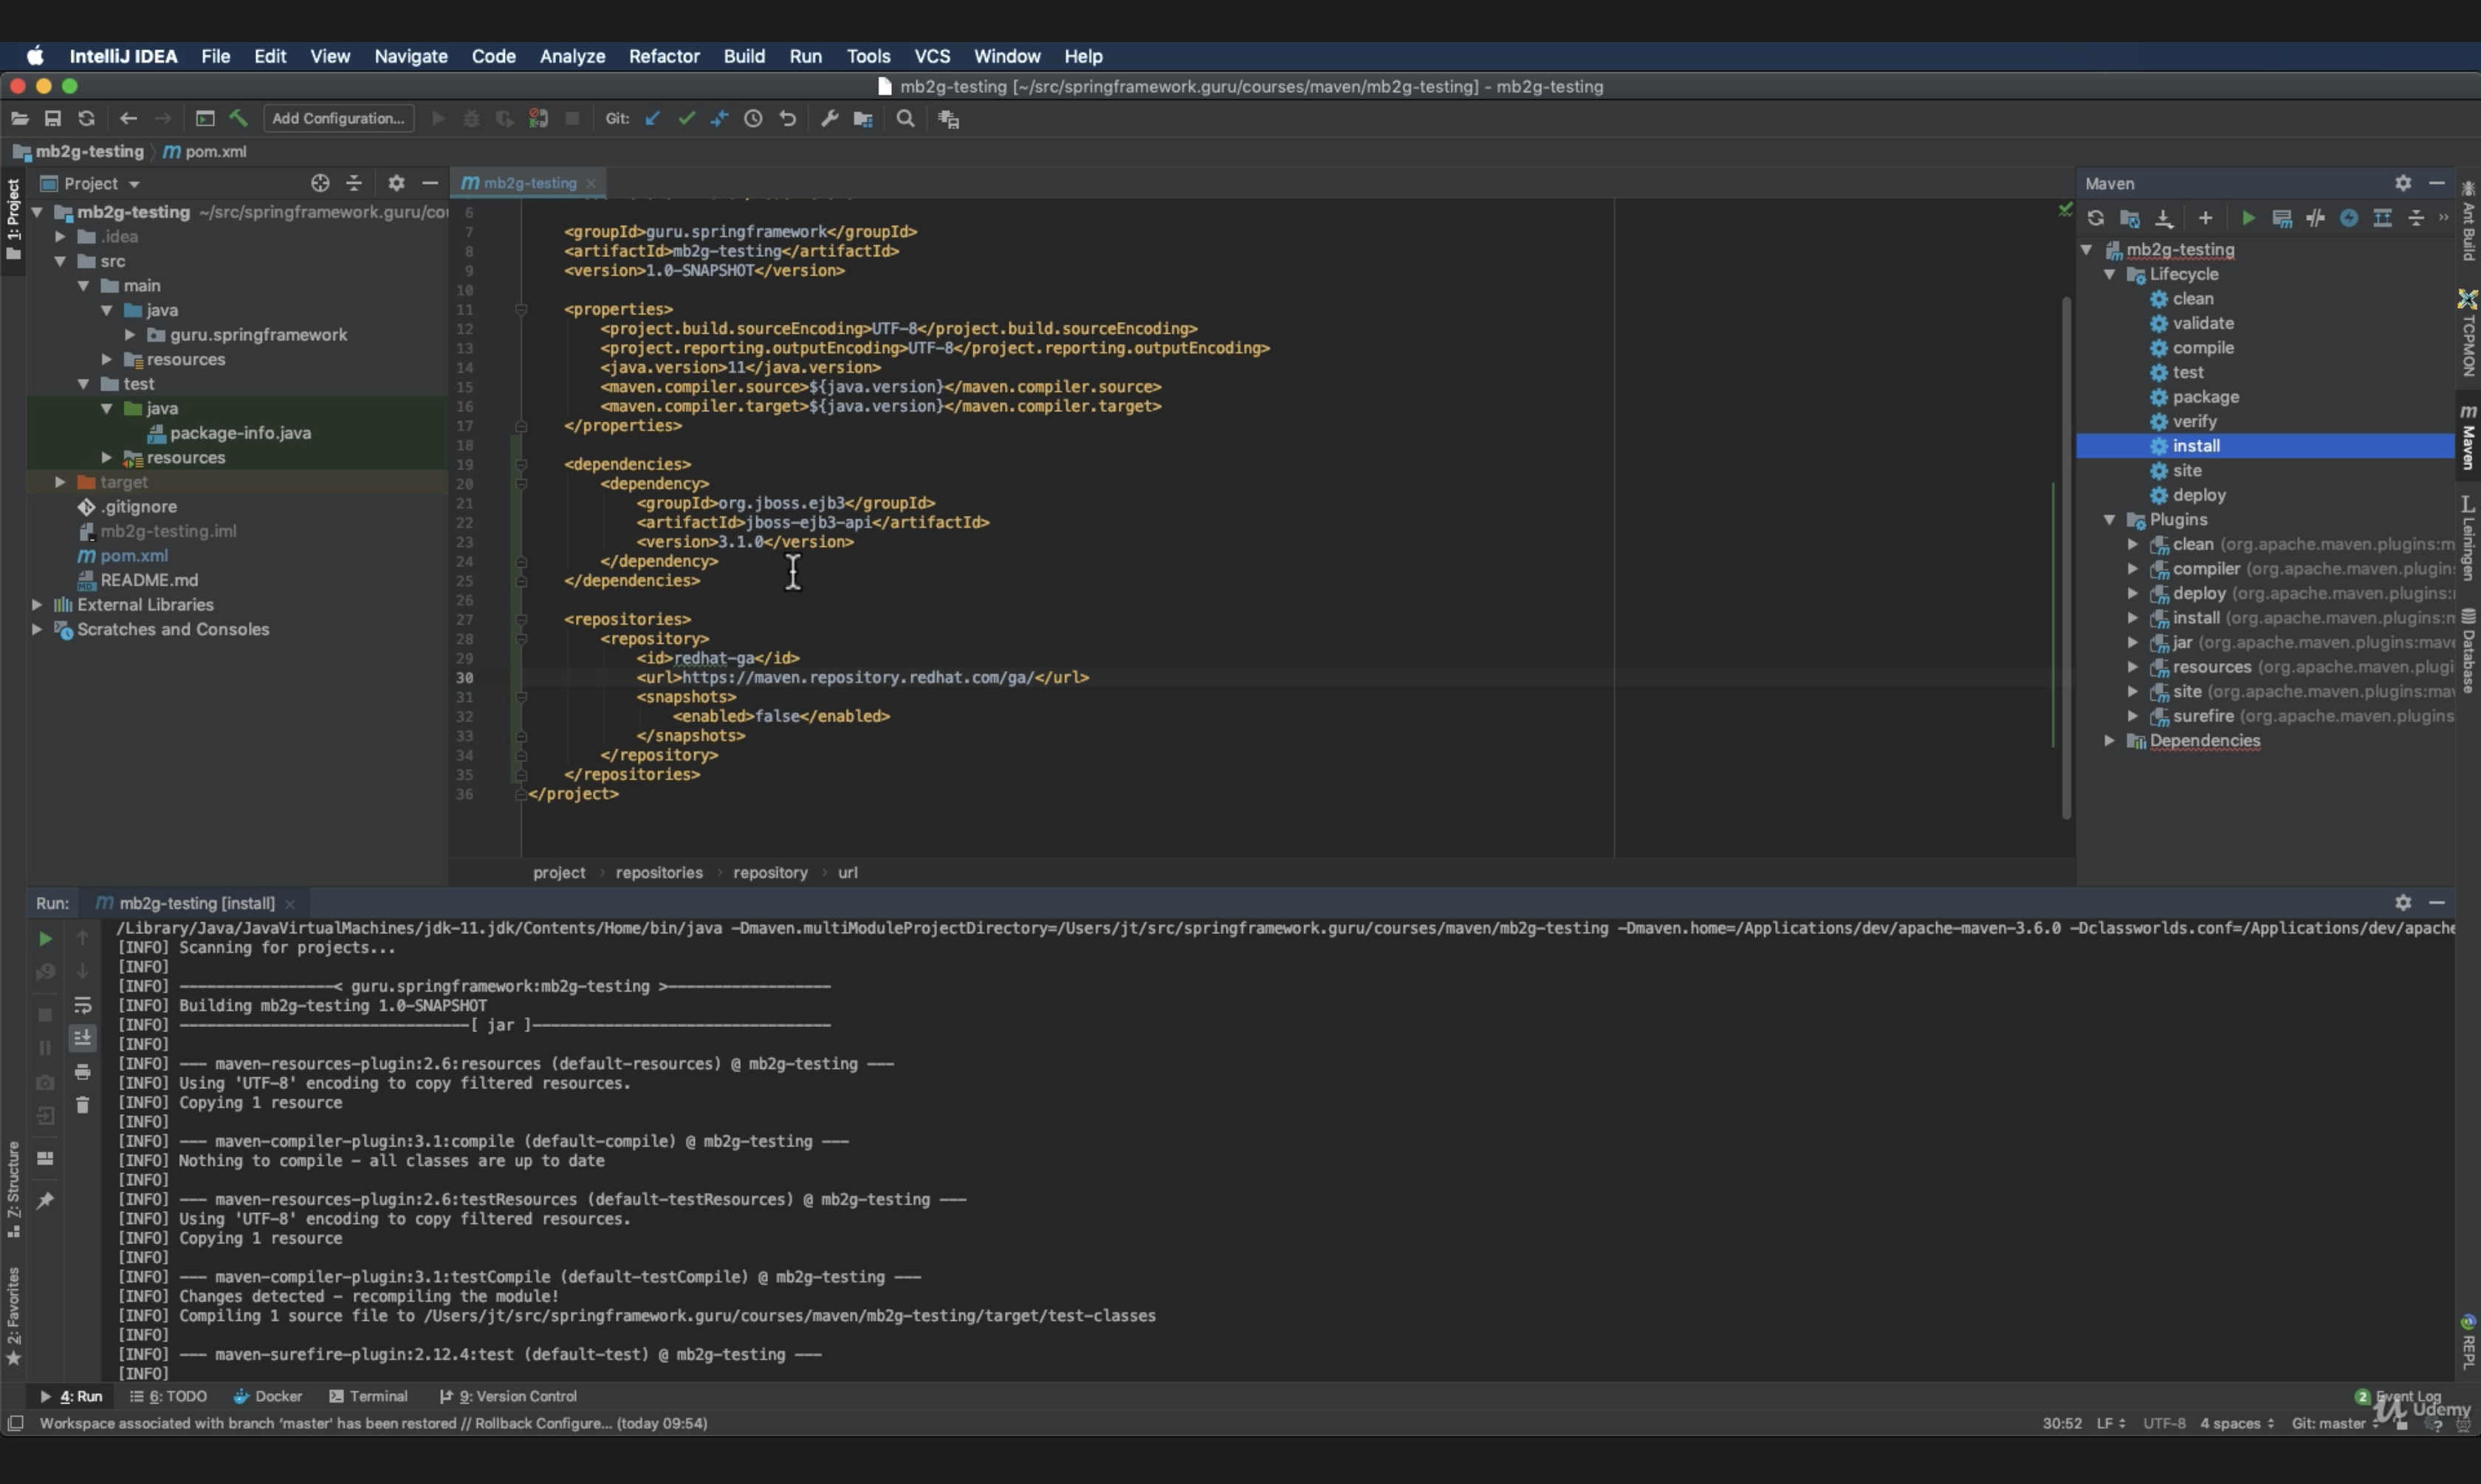 IntelliJ IDEA File Edit View Navigate Code Analyze Refactor Build Run Tools VCS Window Help
mb2g-testing [~/src/springframework.guru/courses/maven/mb2g-testing] - mb2g-testing
Add Configuration... Git:
mb2g-testing pom.xml
1: Project
Project
mb2g-testing ~/src/springframework.guru/cou
.idea
src
main
java
guru.springframework
resources
test
java
package-info.java
resources
target
.gitignore
mb2g-testing.iml
pom.xml
README.md
External Libraries
Scratches and Consoles
mb2g-testing
6
7 <groupId>guru.springframework</groupId>
8 <artifactId>mb2g-testing</artifactId>
9 <version>1.0-SNAPSHOT</version>
10
11 <properties>
12 <project.build.sourceEncoding>UTF-8</project.build.sourceEncoding>
13 <project.reporting.outputEncoding>UTF-8</project.reporting.outputEncoding>
14 <java.version>11</java.version>
15 <maven.compiler.source>${java.version}</maven.compiler.source>
16 <maven.compiler.target>${java.version}</maven.compiler.target>
17 </properties>
18
19 <dependencies>
20 <dependency>
21 <groupId>org.jboss.ejb3</groupId>
22 <artifactId>jboss-ejb3-api</artifactId>
23 <version>3.1.0</version>
24 </dependency>
25 </dependencies>
26
27 <repositories>
28 <repository>
29 <id>redhat-ga</id>
30 <url>https://maven.repository.redhat.com/ga/</url>
31 <snapshots>
32 <enabled>false</enabled>
33 </snapshots>
34 </repository>
35 </repositories>
36 </project>
project repositories repository url
Maven
mb2g-testing
Lifecycle
clean
validate
compile
test
package
verify
install
site
deploy
Plugins
clean (org.apache.maven.plugins:m
compiler (org.apache.maven.plugin
deploy (org.apache.maven.plugins:
install (org.apache.maven.plugins:n
jar (org.apache.maven.plugins:mav
resources (org.apache.maven.plugi
site (org.apache.maven.plugins:mav
surefire (org.apache.maven.plugins
Dependencies
Ant Build
TCPMON
Maven
Leiningen
Database
Run: mb2g-testing [install]
/Library/Java/JavaVirtualMachines/jdk-11.jdk/Contents/Home/bin/java -Dmaven.multiModuleProjectDirectory=/Users/jt/src/springframework.guru/courses/maven/mb2g-testing -Dmaven.home=/Applications/dev/apache-maven-3.6.0 -Dclassworlds.conf=/Applications/dev/apache
[INFO] Scanning for projects...
[INFO]
[INFO] ------------------< guru.springframework:mb2g-testing >------------------
[INFO] Building mb2g-testing 1.0-SNAPSHOT
[INFO] --------------------------------[ jar ]---------------------------------
[INFO]
[INFO] --- maven-resources-plugin:2.6:resources (default-resources) @ mb2g-testing ---
[INFO] Using 'UTF-8' encoding to copy filtered resources.
[INFO] Copying 1 resource
[INFO]
[INFO] --- maven-compiler-plugin:3.1:compile (default-compile) @ mb2g-testing ---
[INFO] Nothing to compile - all classes are up to date
[INFO]
[INFO] --- maven-resources-plugin:2.6:testResources (default-testResources) @ mb2g-testing ---
[INFO] Using 'UTF-8' encoding to copy filtered resources.
[INFO] Copying 1 resource
[INFO]
[INFO] --- maven-compiler-plugin:3.1:testCompile (default-testCompile) @ mb2g-testing ---
[INFO] Changes detected - recompiling the module!
[INFO] Compiling 1 source file to /Users/jt/src/springframework.guru/courses/maven/mb2g-testing/target/test-classes
[INFO]
[INFO] --- maven-surefire-plugin:2.12.4:test (default-test) @ mb2g-testing ---
[INFO]
7: Structure
2: Favorites
REPL
4: Run 6: TODO Docker Terminal 9: Version Control 2 Event Log
Udemy
Workspace associated with branch 'master' has been restored // Rollback Configure... (today 09:54) 30:52 LF UTF-8 4 spaces Git: master